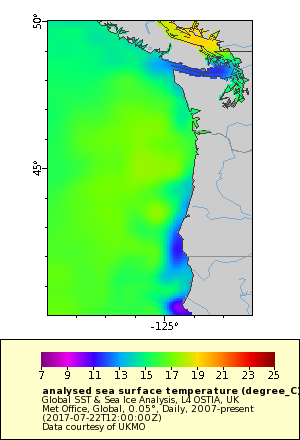 50°
45°
-125°
7 9 11 13 15 17 19 21 23 25
analysed sea surface temperature (degree_C)
Global SST & Sea Ice Analysis, L4 OSTIA, UK
Met Office, Global, 0.05°, Daily, 2007-present
(2017-07-22T12:00:00Z)
Data courtesy of UKMO